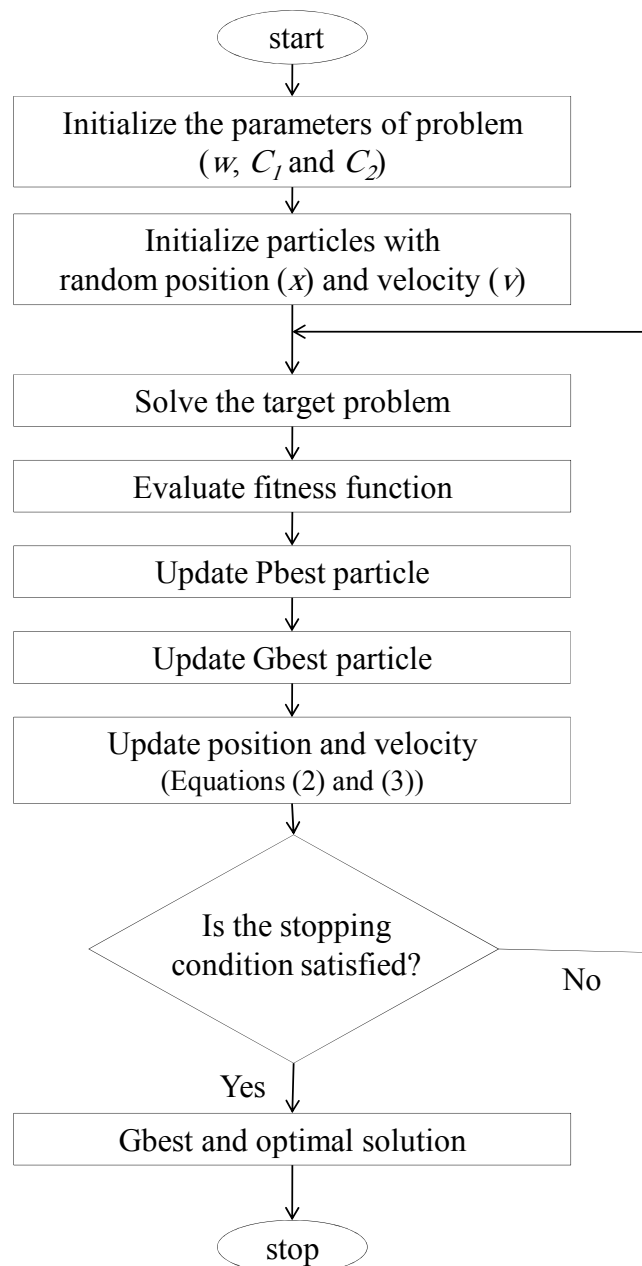 start
Initialize the parameters of problem
(w, C₁ and C₂)
Initialize particles with
random position (x) and velocity (v)
Solve the target problem
Evaluate fitness function
Update Pbest particle
Update Gbest particle
Update position and velocity
(Equations (2) and (3))
Is the stopping
condition satisfied?
No
Yes
Gbest and optimal solution
stop